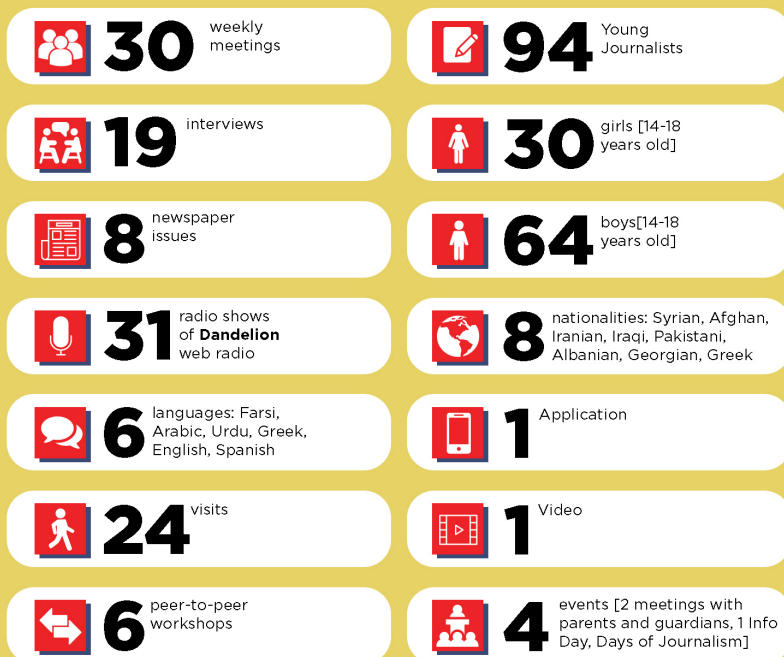 30 weekly
meetings
19 interviews
8 newspaper
issues
31 radio shows
of Dandelion
web radio
6 languages: Farsi,
Arabic, Urdu, Greek,
English, Spanish
24 visits
6 peer-to-peer
workshops
94 Young
Journalists
30 girls [14-18
years old]
64 boys[14-18
years old]
8 nationalities: Syrian, Afghan,
Iranian, Iraqi, Pakistani,
Albanian, Georgian, Greek
1 Application
1 Video
4 events [2 meetings with
parents and guardians, 1 Info
Day, Days of Journalism]